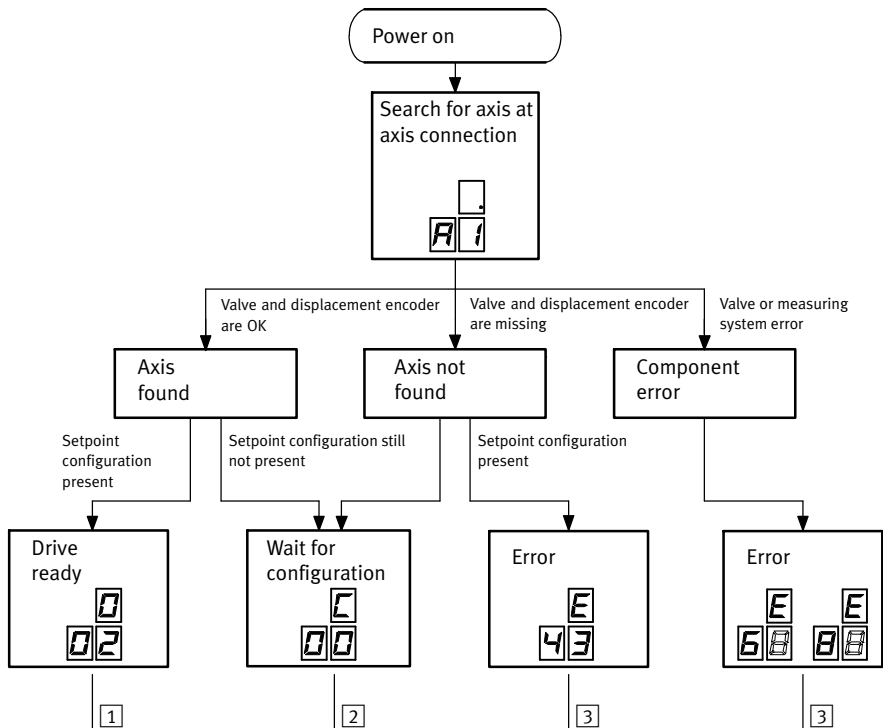 Power on
Search for axis at
axis connection
.
A1
Valve and displacement encoder
are OK
Valve and displacement encoder
are missing
Valve or measuring
system error
Axis
found
Axis not
found
Component
error
Setpoint
configuration
present
Setpoint configuration still
not present
Setpoint configuration
present
Drive
ready
0
02
Wait for
configuration
C
00
Error
E
43
Error
E E
68 88
1
2
3
3